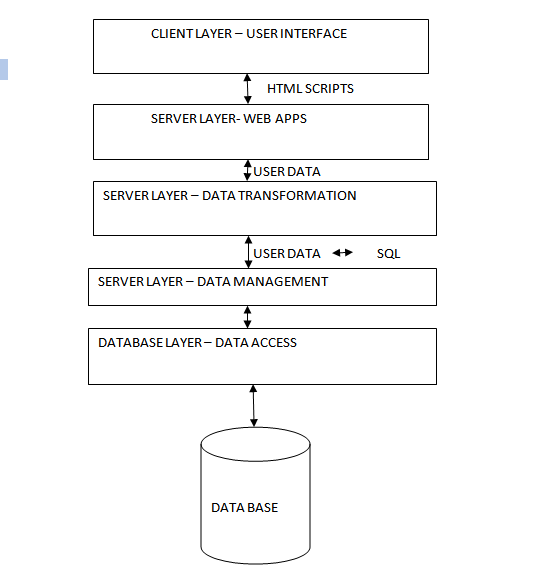 CLIENT LAYER – USER INTERFACE
HTML SCRIPTS
SERVER LAYER- WEB APPS
USER DATA
SERVER LAYER – DATA TRANSFORMATION
USER DATA SQL
SERVER LAYER – DATA MANAGEMENT
DATABASE LAYER – DATA ACCESS
DATA BASE